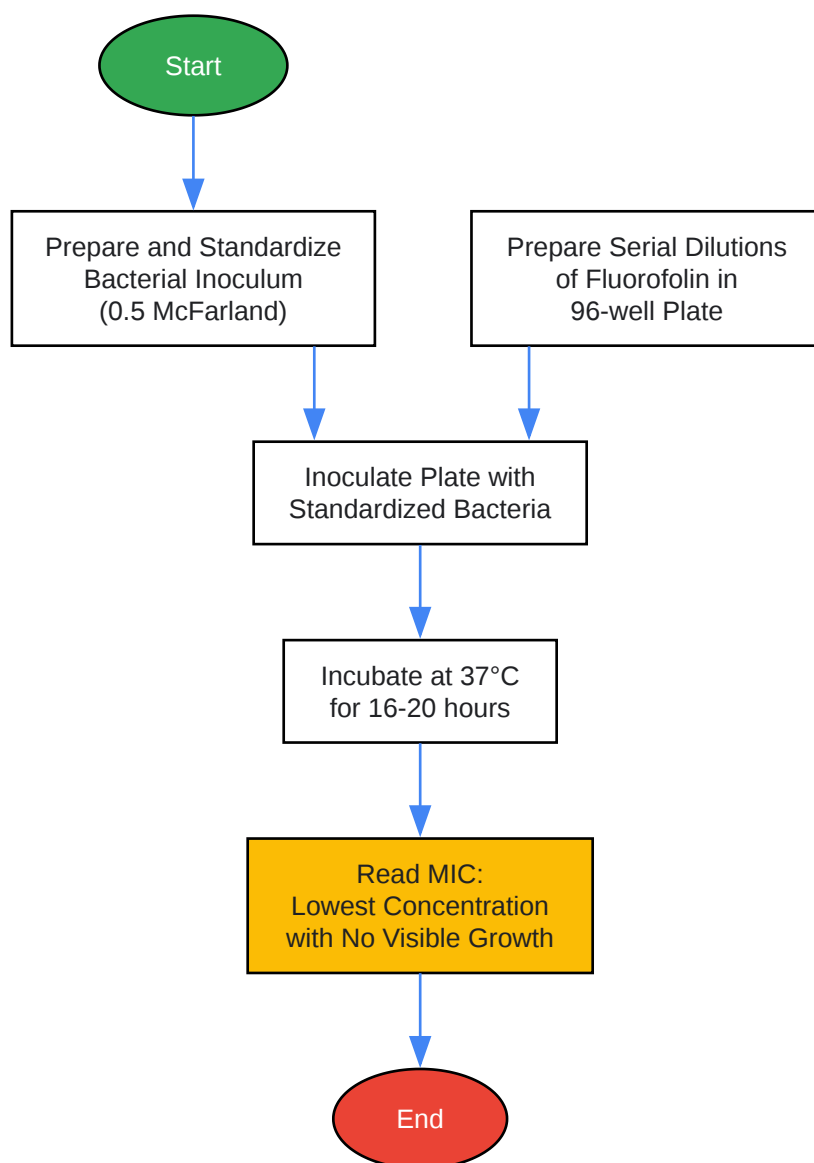 Start
Prepare and Standardize
Bacterial Inoculum
(0.5 McFarland)
Prepare Serial Dilutions
of Fluorofolin in
96-well Plate
Inoculate Plate with
Standardized Bacteria
Incubate at 37°C
for 16-20 hours
Read MIC:
Lowest Concentration
with No Visible Growth
End